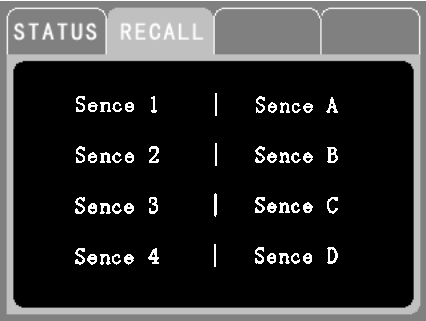 STATUS RECALL
Sence 1 | Sence A
Sence 2 | Sence B
Sence 3 | Sence C
Sence 4 | Sence D